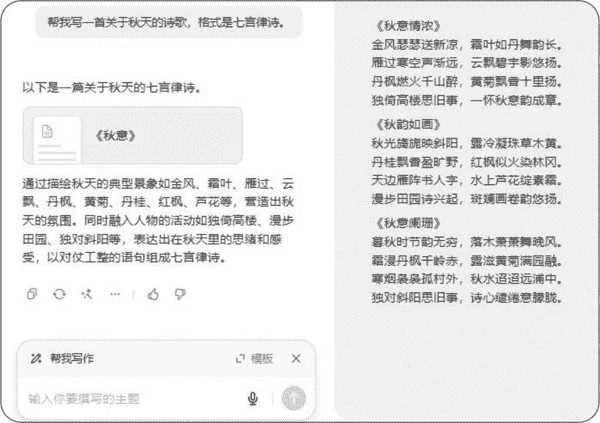 帮我写一篇关于秋天的诗歌，格式是七言律诗。
以下是一篇关于秋天的七言律诗。
《秋意》
通过描绘秋天的典型景象如金风、霜叶、雁过、云
飘、丹枫、黄菊、丹桂、红枫、芦花等，营造出秋
天的氛围。同时融入人物的活动如独倚高楼、漫步
田园、独对斜阳等，表达出在秋天里的思绪和感
受，以对仗工整的语句组成七言律诗。
帮我写作
模板
输入你要撰写的主题
《秋意情浓》
金风瑟瑟送新凉，霜叶如丹舞韵长。
雁过寒空声渐远，云飘碧宇影悠扬。
丹枫燃火千山醉，黄菊飘香十里扬。
独倚高楼思旧事，一怀秋意韵成章。
《秋韵如画》
秋光旖旎映斜阳，露冷凝珠草木黄。
丹桂飘香盈旷野，红枫似火染林冈。
天边雁阵书人字，水上芦花绽素霜。
漫步田园诗兴起，斑斓画卷韵悠扬。
《秋意阑珊》
暮秋时节韵无穷，落木萧萧舞晚风。
霜漫丹枫千岭赤，露滋黄菊满园融。
寒烟袅袅孤村外，秋水迢迢远浦中。
独对斜阳思旧事，诗心缱绻意朦胧。